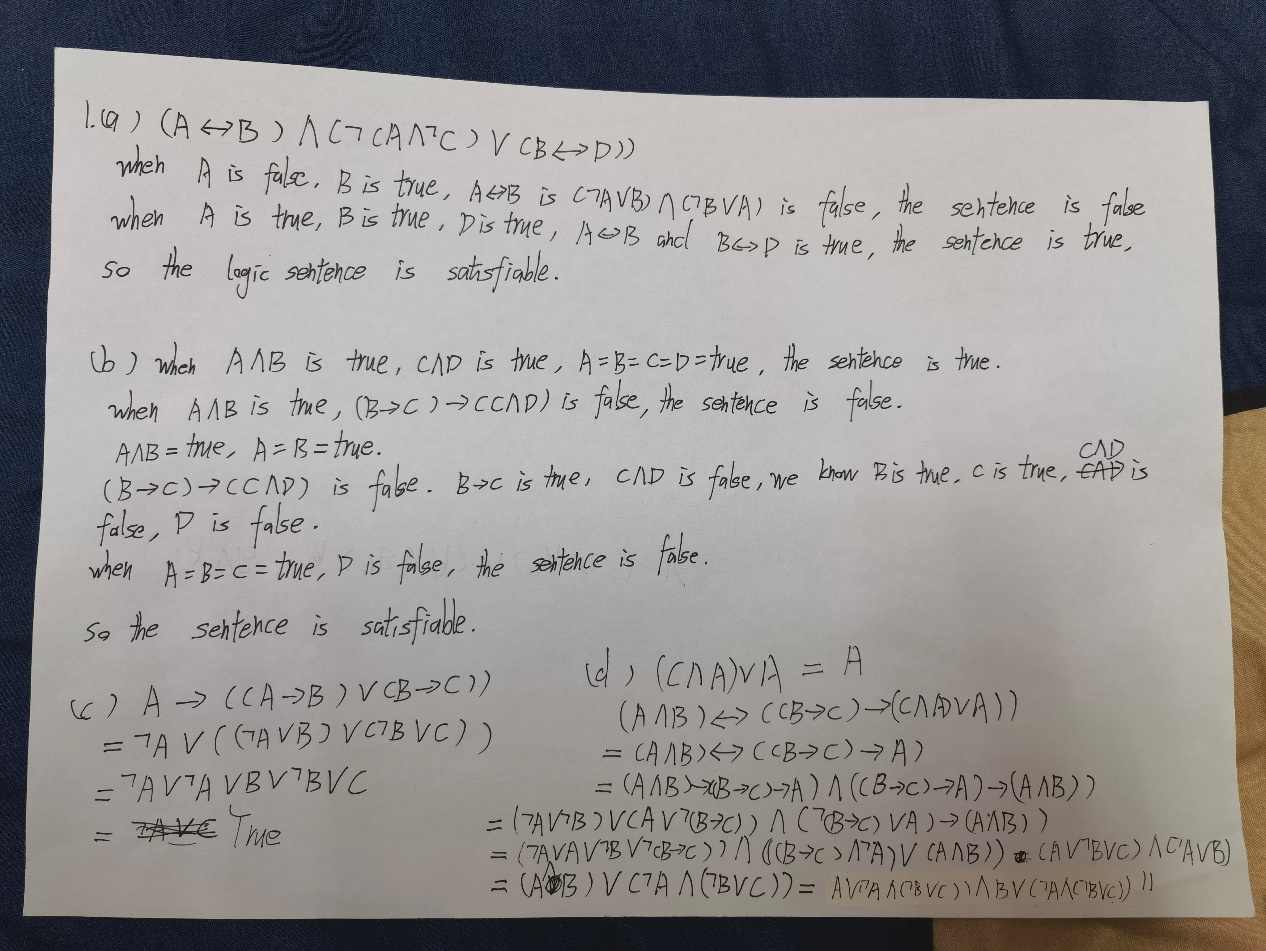 1.(a) (A↔B) ∧ (¬(A∧¬C) ∨ (B↔D))
when A is false, B is true, A↔B is (¬A∨B) ∧ (¬B∨A) is false, the sentence is false
when A is true, B is true, D is true, A↔B and B↔D is true, the sentence is true,
so the logic sentence is satisfiable.
(b) when A∧B is true, C∧D is true, A=B=C=D=true, the sentence is true.
when A∧B is true, (B→C)→(C∧D) is false, the sentence is false.
A∧B=true, A=B=true.
(B→C)→(C∧D) is false. B→C is true, C∧D is false, we know B is true, C is true, C∧D is
false, D is false.
when A=B=C=true, D is false, the sentence is false.
so the sentence is satisfiable.
(c) A → ((A→B) ∨ (B→C))
= ¬A ∨ ((¬A∨B) ∨ (¬B∨C))
= ¬A∨¬A∨B∨¬B∨C
= True
(d) (C∧A)∨A = A
(A∧B)↔((B→C)→(C∧A)∨A))
= (A∧B)↔((B→C)→A)
= (A∧B)→((B→C)→A) ∧ ((B→C)→A)→(A∧B))
= (¬A∨¬B)∨(A∨¬(B→C)) ∧ (¬(B→C)∨A)→(A∧B))
= (¬A∨A∨¬B∨¬(B→C)) ∧ ((B→C)∧¬A)∨(A∧B)) (A∨¬B∨C)∧(¬A∨B)
= (A∧B)∨(¬A∧(¬B∨C)) = A∨(¬A∧(¬B∨C))∧B∨(¬A∧(¬B∨C))